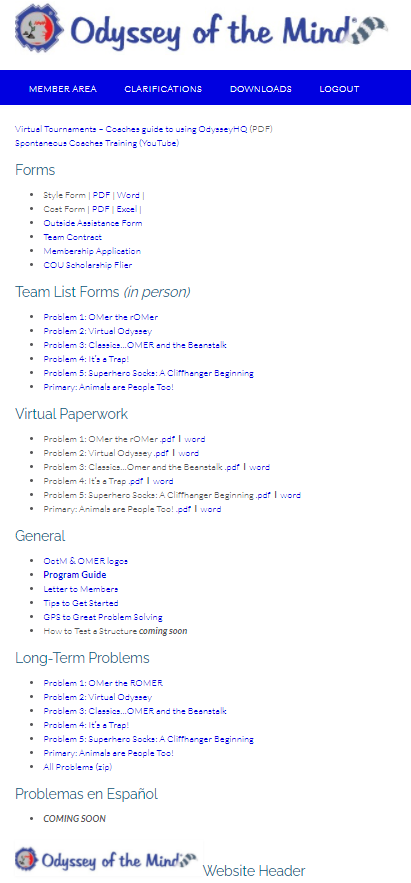 Odyssey of the Mind
MEMBER AREA CLARIFICATIONS DOWNLOADS LOGOUT
Virtual Tournaments – Coaches guide to using OdysseyHQ (PDF)
Spontaneous Coaches Training (YouTube)
Forms
Style Form | PDF | Word |
Cost Form | PDF | Excel |
Outside Assistance Form
Team Contract
Membership Application
COU Scholarship Flier
Team List Forms (in person)
Problem 1: OMer the rOMer
Problem 2: Virtual Odyssey
Problem 3: Classics...OMER and the Beanstalk
Problem 4: It's a Trap!
Problem 5: Superhero Socks: A Cliffhanger Beginning
Primary: Animals are People Too!
Virtual Paperwork
Problem 1: OMer the rOMer .pdf I word
Problem 2: Virtual Odyssey .pdf I word
Problem 3: Classics...Omer and the Beanstalk .pdf I word
Problem 4: It's a Trap .pdf I word
Problem 5: Superhero Socks: A Cliffhanger Beginning .pdf I word
Primary: Animals are People Too! .pdf I word
General
OotM & OMER logos
Program Guide
Letter to Members
Tips to Get Started
GPS to Great Problem Solving
How to Test a Structure coming soon
Long-Term Problems
Problem 1: OMer the ROMER
Problem 2: Virtual Odyssey
Problem 3: Classics...OMER and the Beanstalk
Problem 4: It's a Trap!
Problem 5: Superhero Socks: A Cliffhanger Beginning
Primary: Animals are People Too!
All Problems (zip)
Problemas en Español
COMING SOON
Odyssey of the Mind Website Header